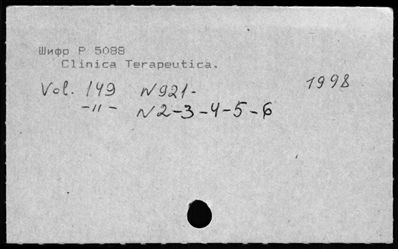 Шифр P 5088
Clinica Terapeutica.
Vol. 149 N921- 1998
-11- N2-3-4-5-6